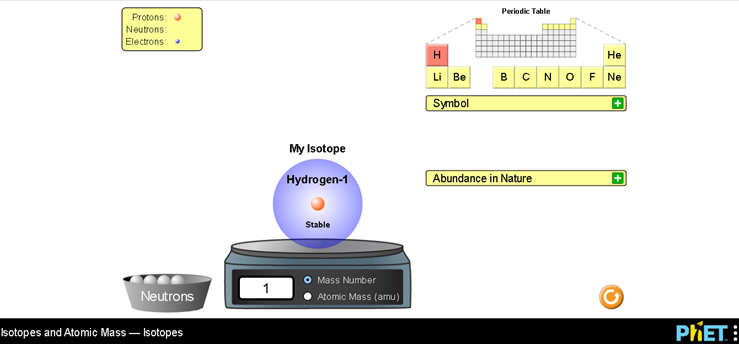 Protons:
Neutrons:
Electrons:
Periodic Table
H
He
Li Be B C N O F Ne
Symbol
Abundance in Nature
My Isotope
Hydrogen-1
Stable
1
Mass Number
Atomic Mass (amu)
Neutrons
Isotopes and Atomic Mass — Isotopes
PhET